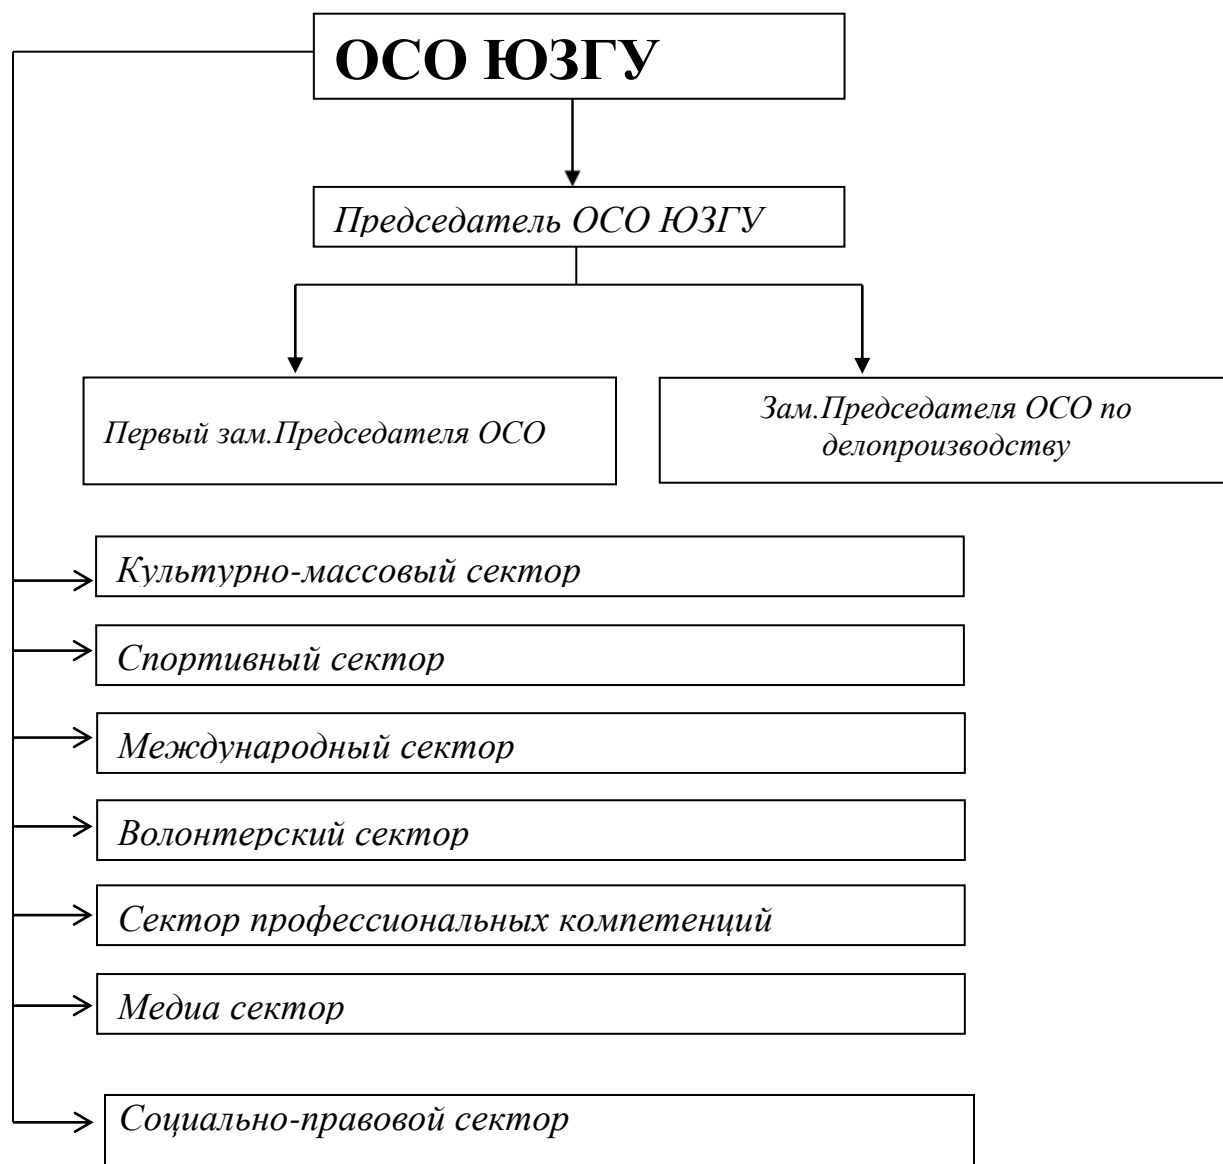 ОСО ЮЗГУ
Председатель ОСО ЮЗГУ
Первый зам.Председателя ОСО
Зам.Председателя ОСО по
делопроизводству
Культурно-массовый сектор
Спортивный сектор
Международный сектор
Волонтерский сектор
Сектор профессиональных компетенций
Медиа сектор
Социально-правовой сектор